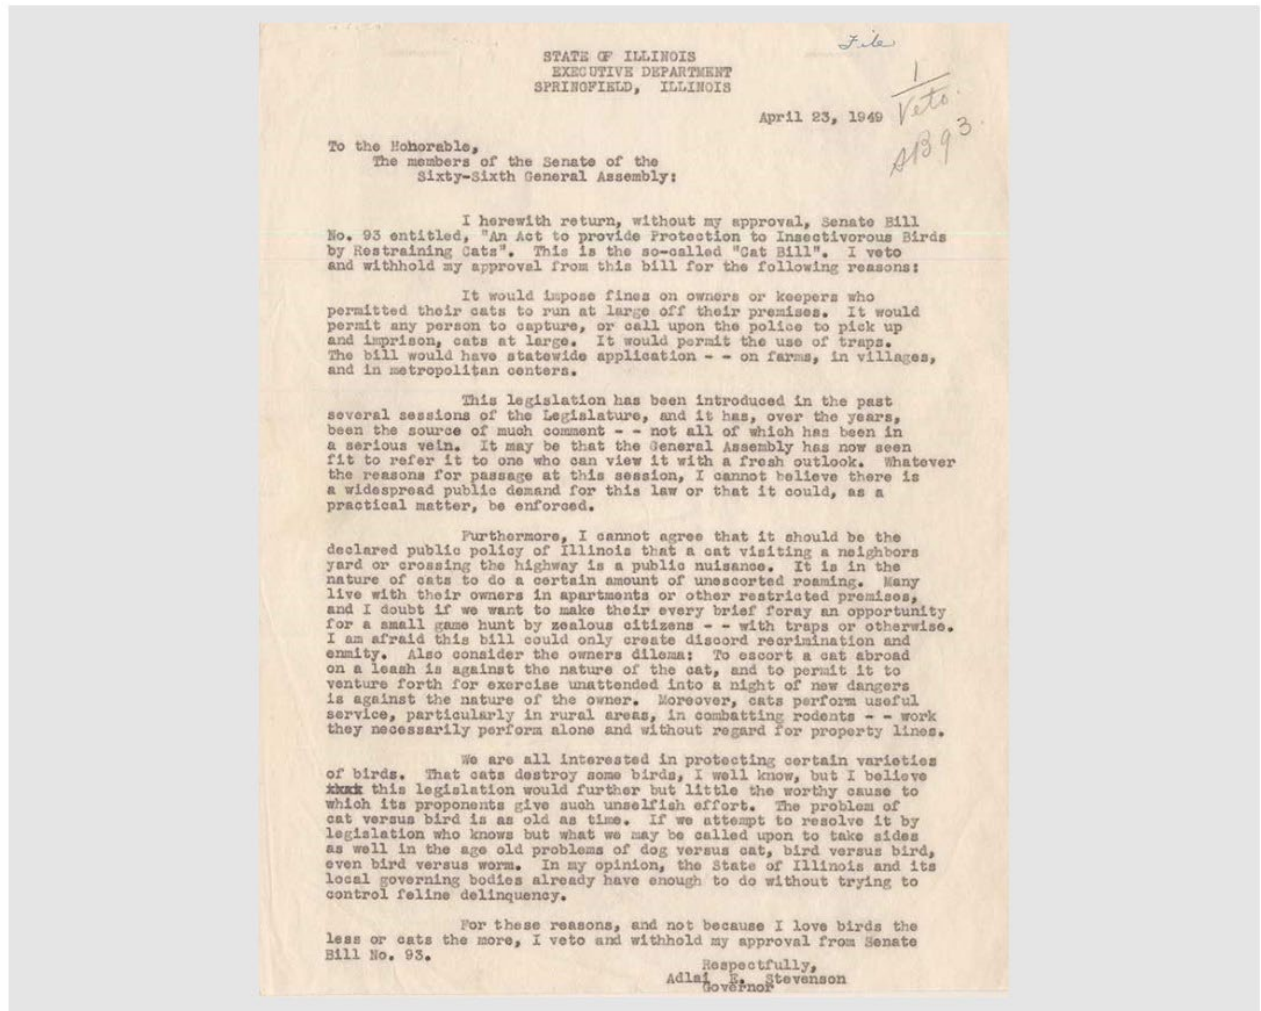 File
STATE OF ILLINOIS
EXECUTIVE DEPARTMENT
SPRINGFIELD, ILLINOIS
1
April 23, 1949 Veto.
SB 93.
To the Honorable,
The members of the Senate of the
Sixty-Sixth General Assembly:
I herewith return, without my approval, Senate Bill
No. 93 entitled, "An Act to provide Protection to Insectivorous Birds
by Restraining Cats". This is the so-called "Cat Bill". I veto
and withhold my approval from this bill for the following reasons:
It would impose fines on owners or keepers who
permitted their cats to run at large off their premises. It would
permit any person to capture, or call upon the police to pick up
and imprison, cats at large. It would permit the use of traps.
The bill would have statewide application - - on farms, in villages,
and in metropolitan centers.
This legislation has been introduced in the past
several sessions of the Legislature, and it has, over the years,
been the source of much comment - - not all of which has been in
a serious vein. It may be that the General Assembly has now seen
fit to refer it to one who can view it with a fresh outlook. Whatever
the reasons for passage at this session, I cannot believe there is
a widespread public demand for this law or that it could, as a
practical matter, be enforced.
Furthermore, I cannot agree that it should be the
declared public policy of Illinois that a cat visiting a neighbors
yard or crossing the highway is a public nuisance. It is in the
nature of cats to do a certain amount of unescorted roaming. Many
live with their owners in apartments or other restricted premises,
and I doubt if we want to make their every brief foray an opportunity
for a small game hunt by zealous citizens - - with traps or otherwise.
I am afraid this bill could only create discord recrimination and
enmity. Also consider the owners dilema: To escort a cat abroad
on a leash is against the nature of the cat, and to permit it to
venture forth for exercise unattended into a night of new dangers
is against the nature of the owner. Moreover, cats perform useful
service, particularly in rural areas, in combatting rodents - - work
they necessarily perform alone and without regard for property lines.
We are all interested in protecting certain varieties
of birds. That cats destroy some birds, I well know, but I believe
this legislation would further but little the worthy cause to
which its proponents give such unselfish effort. The problem of
cat versus bird is as old as time. If we attempt to resolve it by
legislation who knows but what we may be called upon to take sides
as well in the age old problems of dog versus cat, bird versus bird,
even bird versus worm. In my opinion, the State of Illinois and its
local governing bodies already have enough to do without trying to
control feline delinquency.
For these reasons, and not because I love birds the
less or cats the more, I veto and withhold my approval from Senate
Bill No. 93.
Respectfully,
Adlai E. Stevenson
Governor